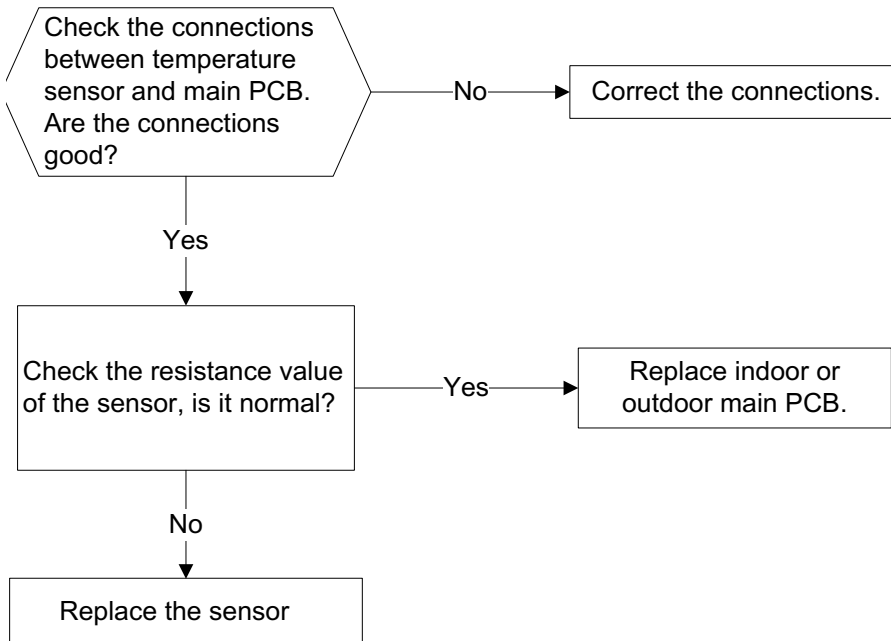 Check the connections
between temperature
sensor and main PCB.
Are the connections
good?
No
Correct the connections.
Yes
Check the resistance value
of the sensor, is it normal?
Yes
Replace indoor or
outdoor main PCB.
No
Replace the sensor